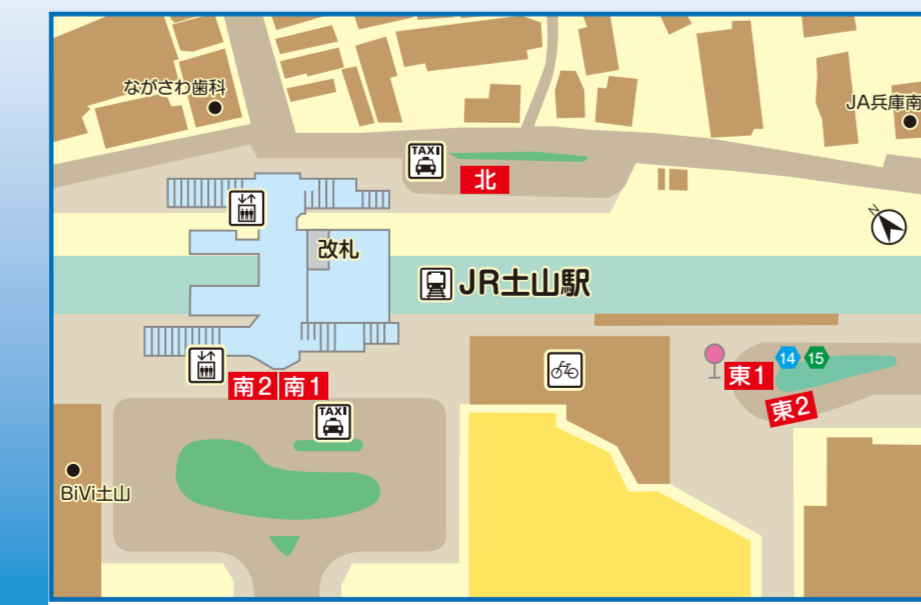 ながさわ歯科
JA兵庫南
TAXI
北
N
改札
JR土山駅
14 15
東1
東2
南2 南1
TAXI
BiVi土山